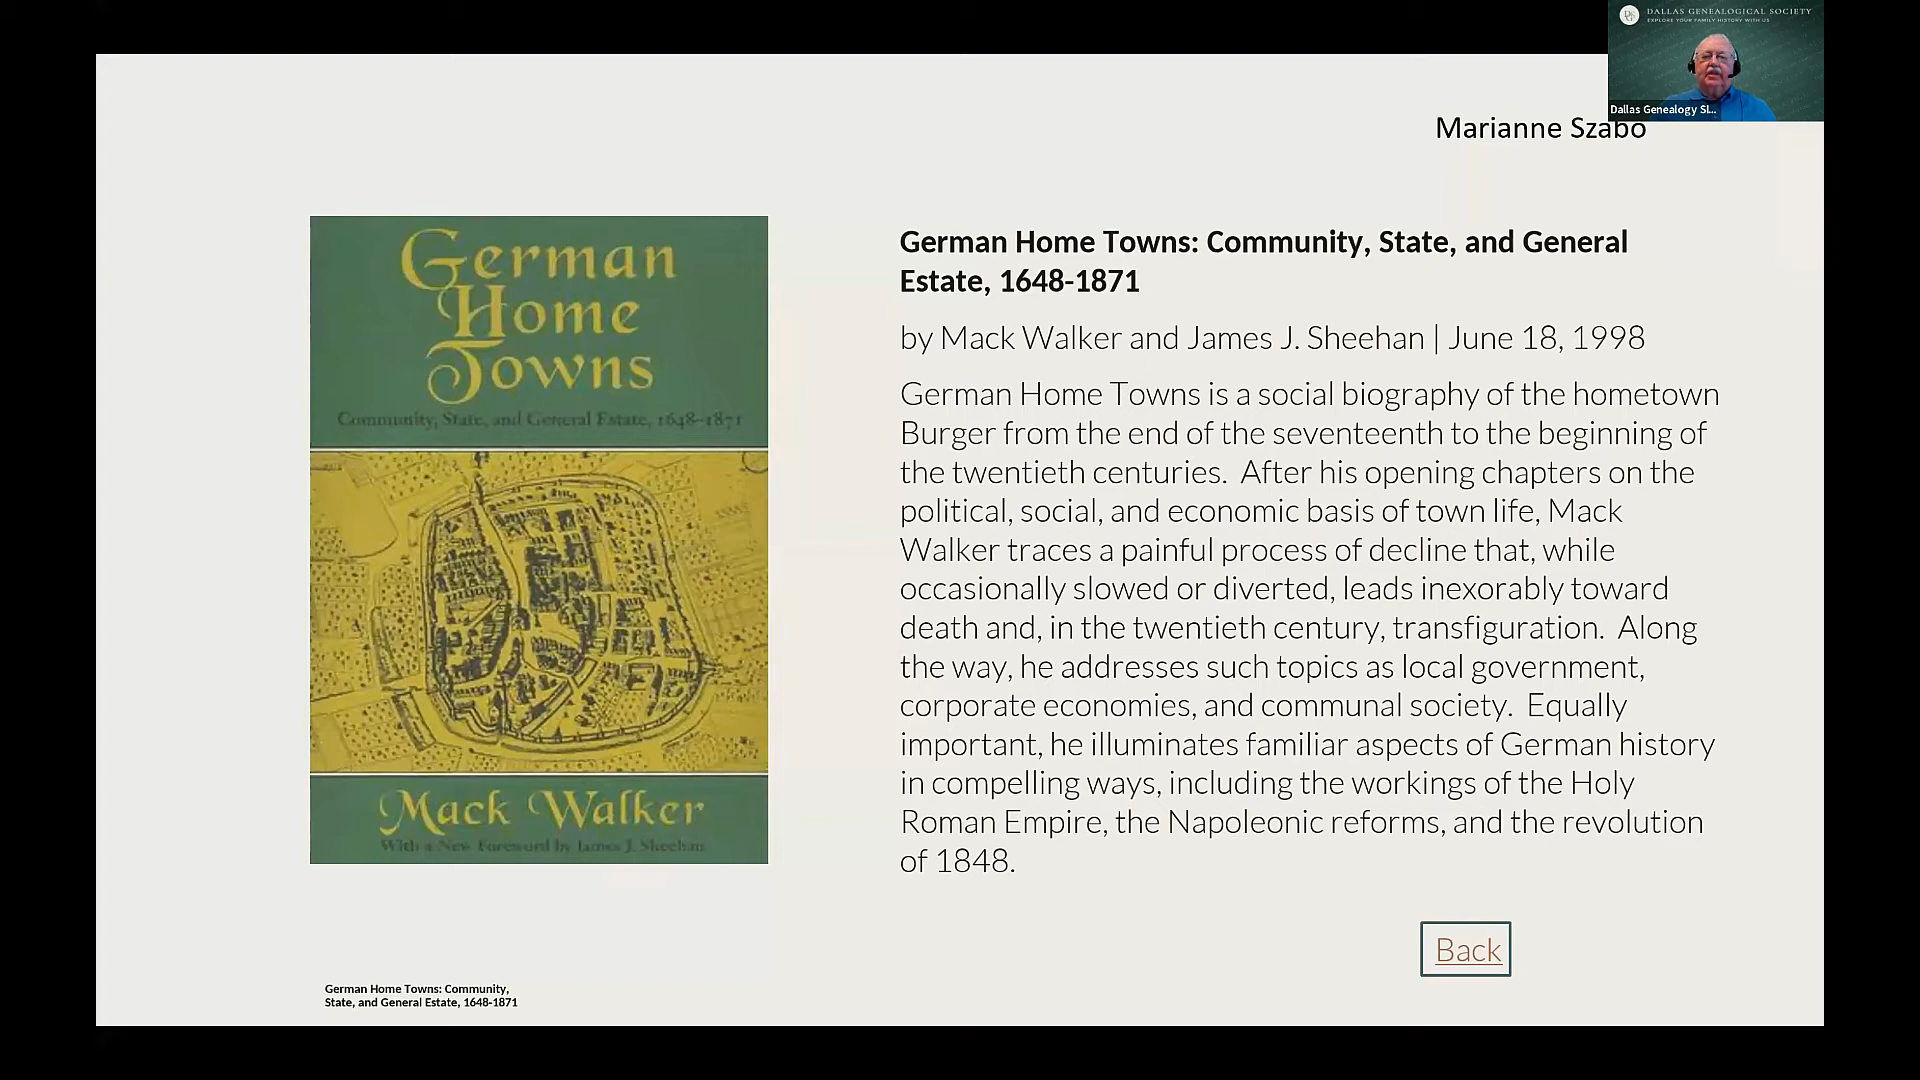 DALLAS GENEALOGICAL SOCIETY
EXPLORE YOUR FAMILY HISTORY WITH US
Dallas Genealogy SI...
Marianne Szabo
German
Home
Towns
Community, State, and General Estate, 1648-1871
Mack Walker
With a New Foreword by James J. Sheehan
German Home Towns: Community, State, and General
Estate, 1648-1871
by Mack Walker and James J. Sheehan | June 18, 1998
German Home Towns is a social biography of the hometown
Burger from the end of the seventeenth to the beginning of
the twentieth centuries.  After his opening chapters on the
political, social, and economic basis of town life, Mack
Walker traces a painful process of decline that, while
occasionally slowed or diverted, leads inexorably toward
death and, in the twentieth century, transfiguration.  Along
the way, he addresses such topics as local government,
corporate economies, and communal society.  Equally
important, he illuminates familiar aspects of German history
in compelling ways, including the workings of the Holy
Roman Empire, the Napoleonic reforms, and the revolution
of 1848.
Back
German Home Towns: Community,
State, and General Estate, 1648-1871